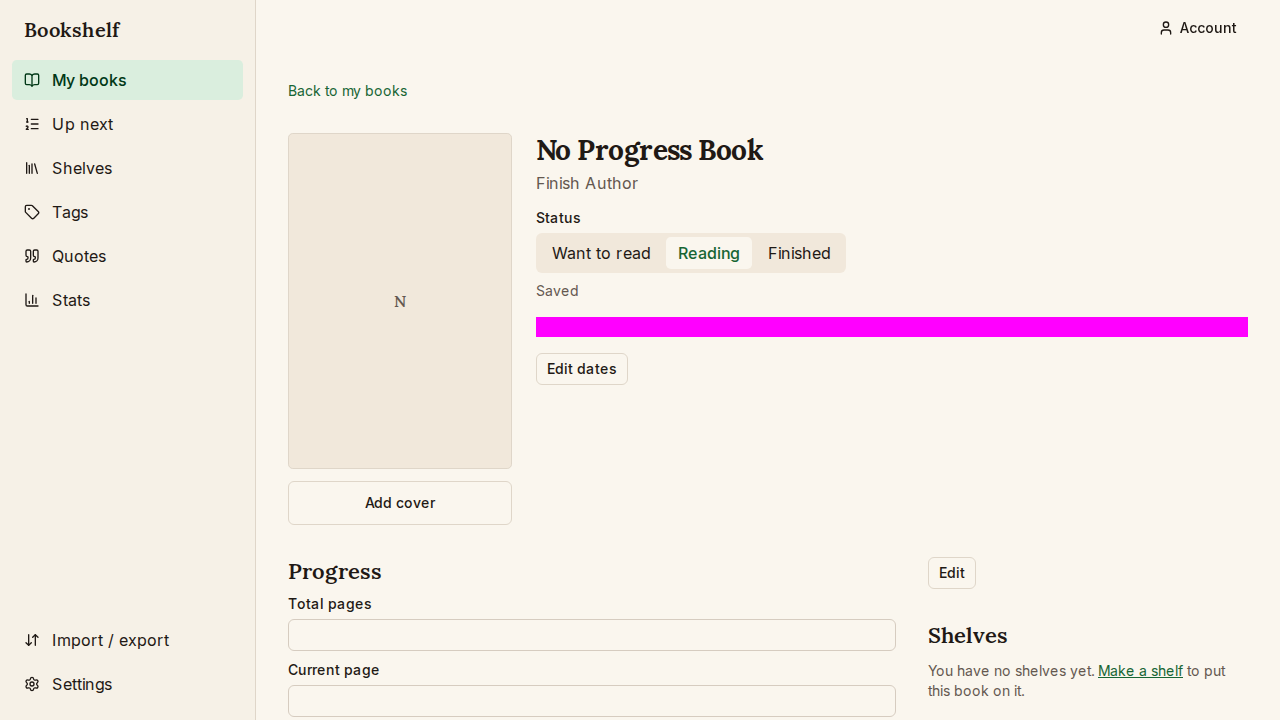 Bookshelf
My books
Up next
Shelves
Tags
Quotes
Stats
Import / export
Settings
Account
Back to my books
N
Add cover
No Progress Book
Finish Author
Status
Want to read Reading Finished
Saved
Edit dates
Progress
Total pages
Current page
Edit
Shelves
You have no shelves yet. Make a shelf to put
this book on it.